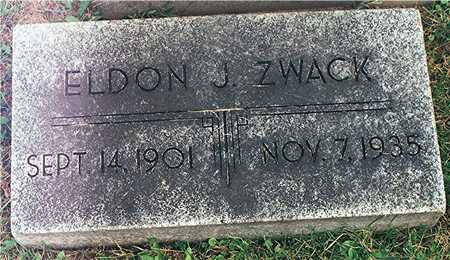 ELDON J. ZWACK
SEPT. 14, 1901 NOV. 7, 1935